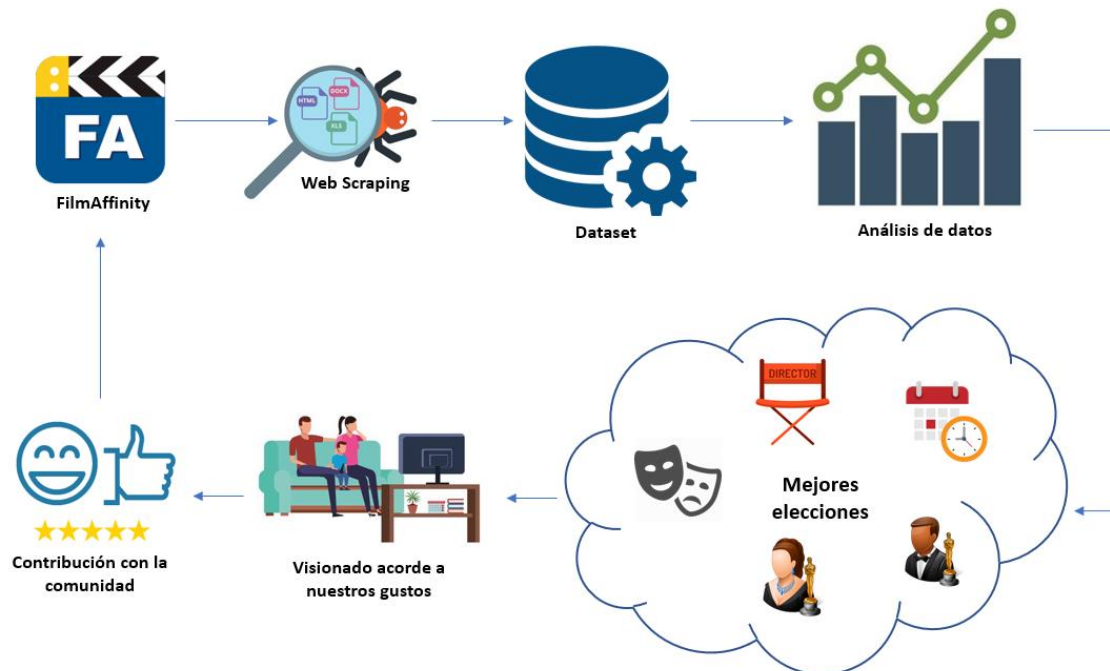 FA
FilmAffinity
HTML
DOCX
XLS
Web Scraping
Dataset
Análisis de datos
DIRECTOR
Mejores
elecciones
Visionado acorde a
nuestros gustos
Contribución con la
comunidad